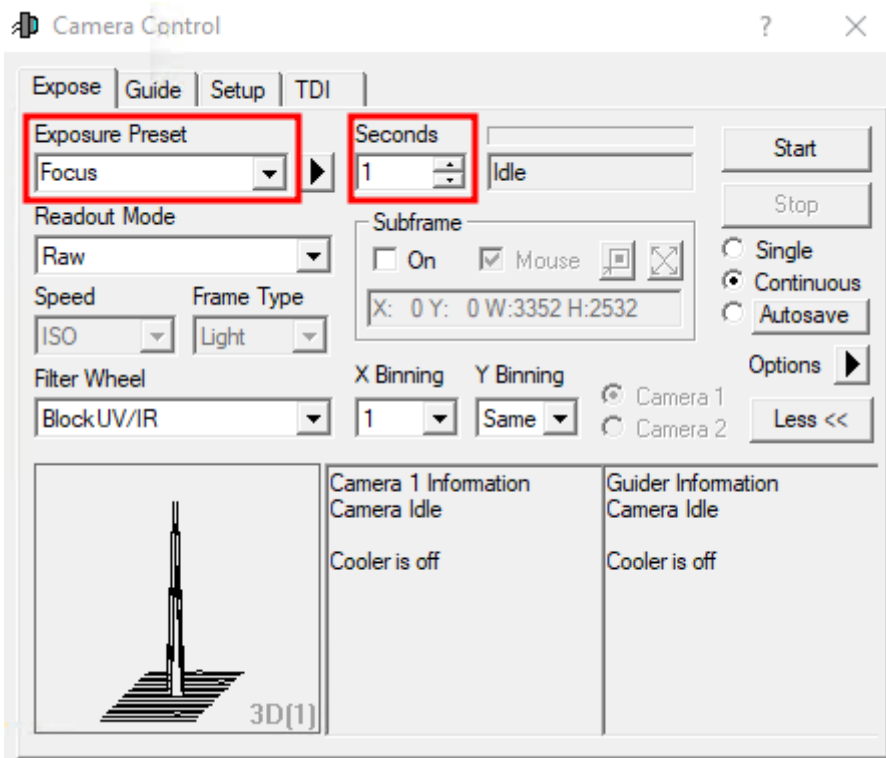 Camera Control
Expose Guide Setup TDI
Exposure Preset
Focus
Seconds
1
Idle
Start
Stop
Readout Mode
Raw
Subframe
On Mouse
X: 0 Y: 0 W:3352 H:2532
Single
Continuous
Autosave
Speed
ISO
Frame Type
Light
Filter Wheel
BlockUV/IR
X Binning
1
Y Binning
Same
Camera 1
Camera 2
Options
Less <<
3D(1)
Camera 1 Information
Camera Idle
Cooler is off
Guider Information
Camera Idle
Cooler is off